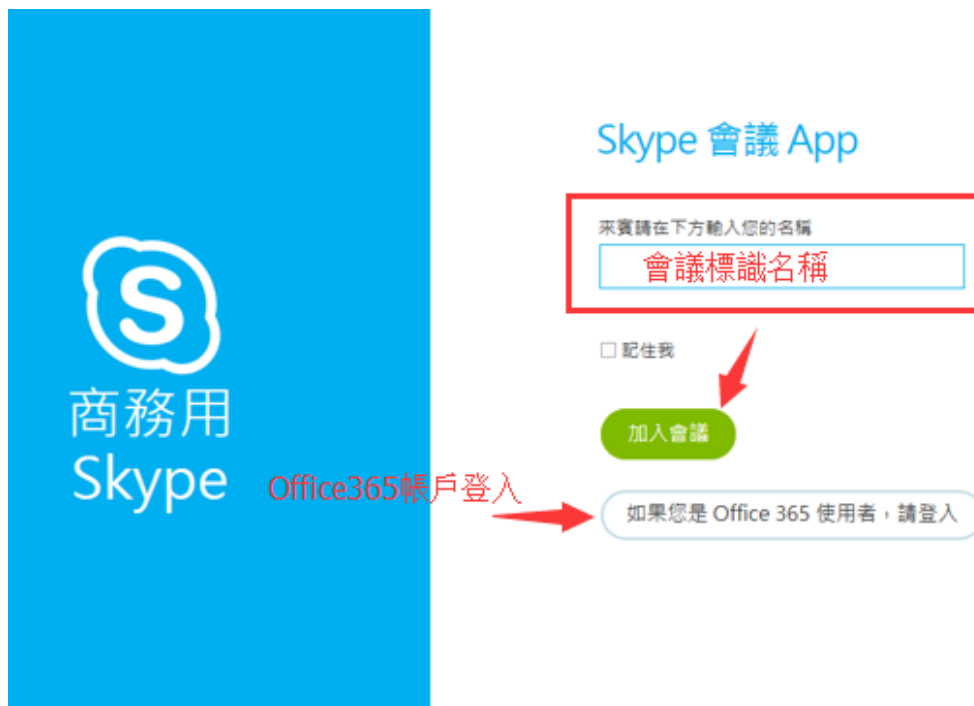 Skype 會議 App
來賓請在下方輸入您的名稱
會議標識名稱
記住我
加入會議
S
商務用
Skype
Office365帳戶登入
如果您是 Office 365 使用者，請登入